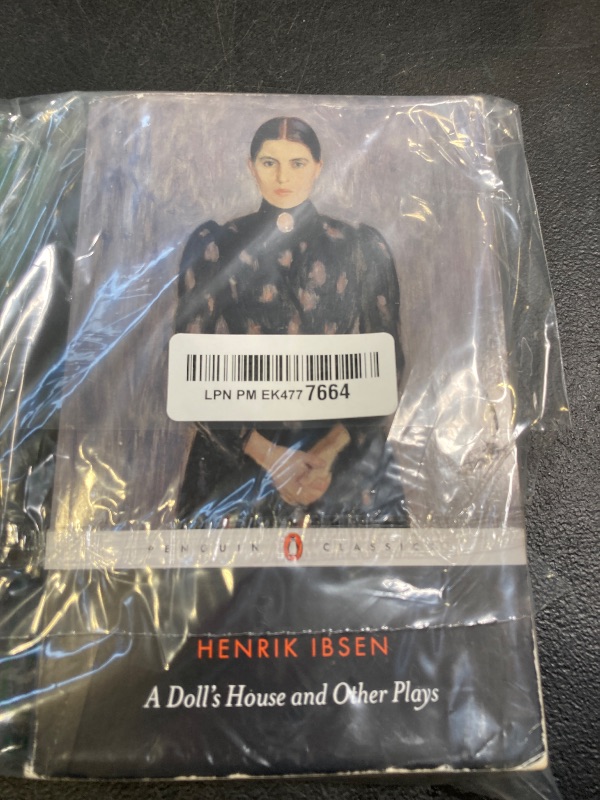 LPN PM EK477 7664
PENGUIN CLASSICS
HENRIK IBSEN
A Doll's House and Other Plays